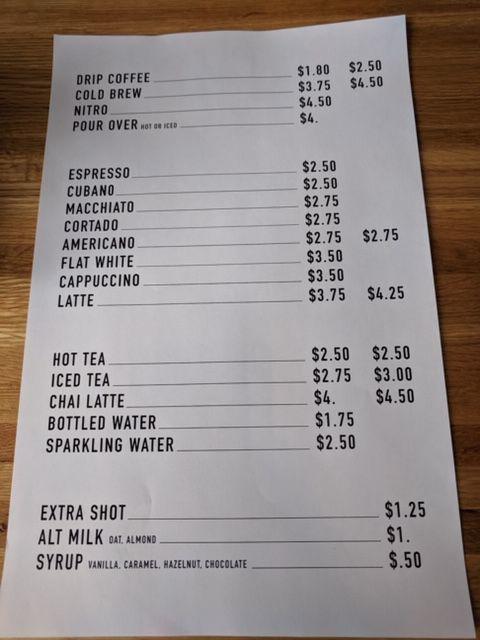 DRIP COFFEE $1.80 $2.50
COLD BREW $3.75 $4.50
NITRO $4.50
POUR OVER HOT OR ICED $4.
ESPRESSO $2.50
CUBANO $2.50
MACCHIATO $2.75
CORTADO $2.75
AMERICANO $2.75 $2.75
FLAT WHITE $3.50
CAPPUCCINO $3.50
LATTE $3.75 $4.25
HOT TEA $2.50 $2.50
ICED TEA $2.75 $3.00
CHAI LATTE $4. $4.50
BOTTLED WATER $1.75
SPARKLING WATER $2.50
EXTRA SHOT $1.25
ALT MILK OAT, ALMOND $1.
SYRUP VANILLA, CARAMEL, HAZELNUT, CHOCOLATE $.50